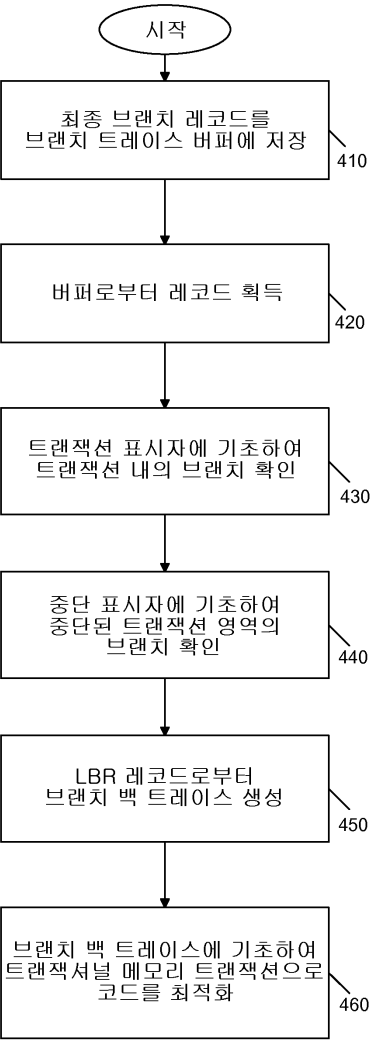 시작
최종 브랜치 레코드를
브랜치 트레이스 버퍼에 저장
410
버퍼로부터 레코드 획득
420
트랜잭션 표시자에 기초하여
트랜잭션 내의 브랜치 확인
430
중단 표시자에 기초하여
중단된 트랜잭션 영역의
브랜치 확인
440
LBR 레코드로부터
브랜치 백 트레이스 생성
450
브랜치 백 트레이스에 기초하여
트랜잭셔널 메모리 트랜잭션으로
코드를 최적화
460